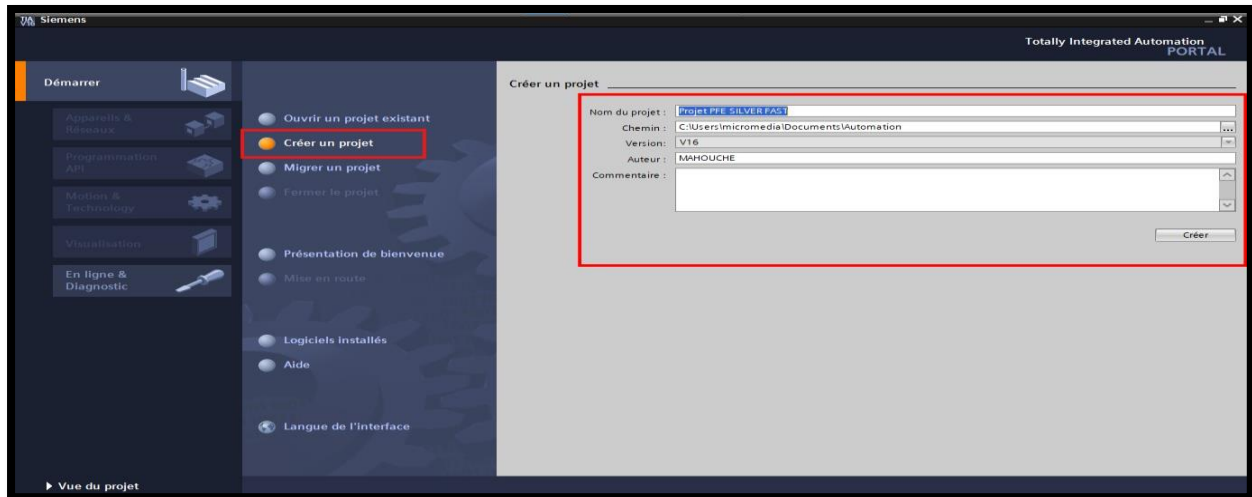 Siemens
Totally Integrated Automation
PORTAL
Démarrer
Appareils &
Réseaux
Programmation
API
Motion &
Technology
Visualisation
En ligne &
Diagnostic
Ouvrir un projet existant
Créer un projet
Migrer un projet
Fermer le projet
Présentation de bienvenue
Mise en route
Logiciels installés
Aide
Langue de l'interface
Créer un projet
Nom du projet : Projet PFE SILVER FAST
Chemin : C:\Users\micromedia\Documents\Automation ...
Version: V16
Auteur : MAHOUCHE
Commentaire :
Créer
Vue du projet